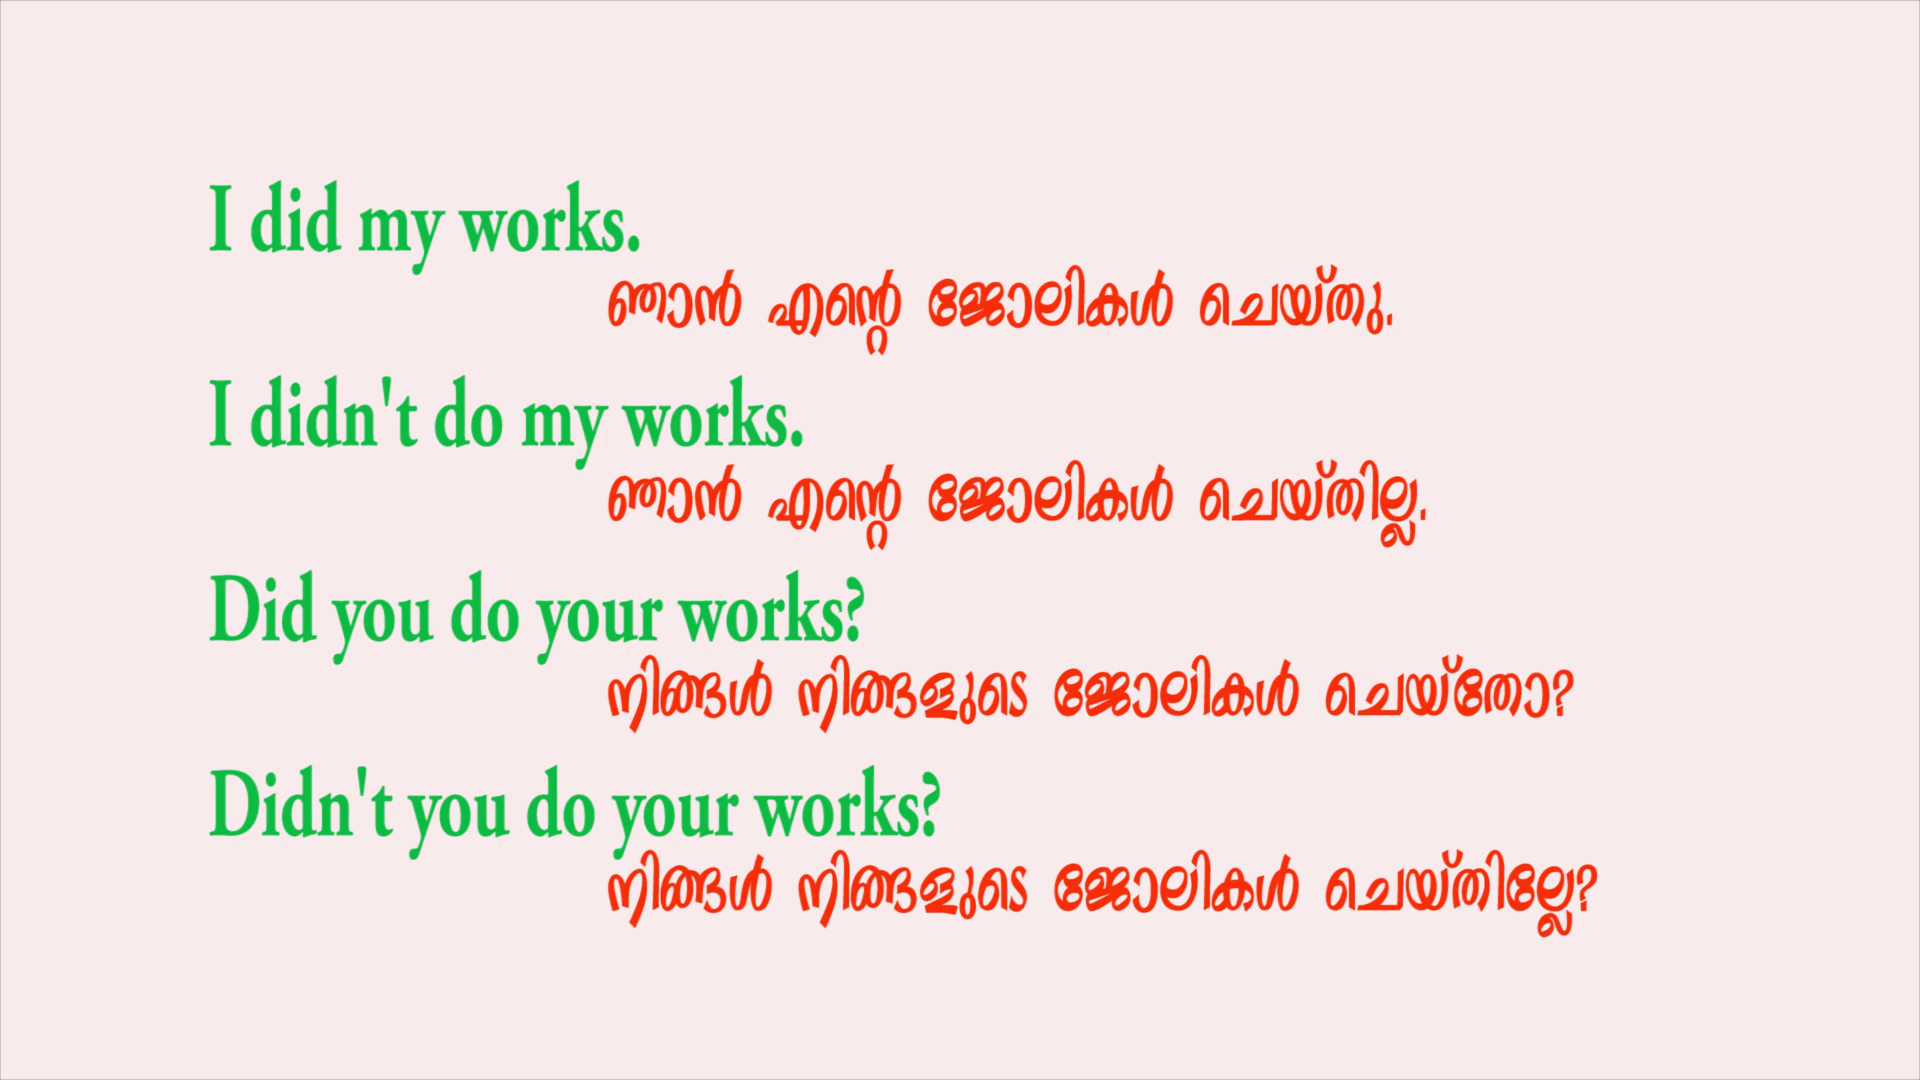 I did my works.
ഞാൻ എന്റെ ജോലികൾ ചെയ്തു.
I didn't do my works.
ഞാൻ എന്റെ ജോലികൾ ചെയ്തില്ല.
Did you do your works?
നിങ്ങൾ നിങ്ങളുടെ ജോലികൾ ചെയ്തോ?
Didn't you do your works?
നിങ്ങൾ നിങ്ങളുടെ ജോലികൾ ചെയ്തില്ലേ?